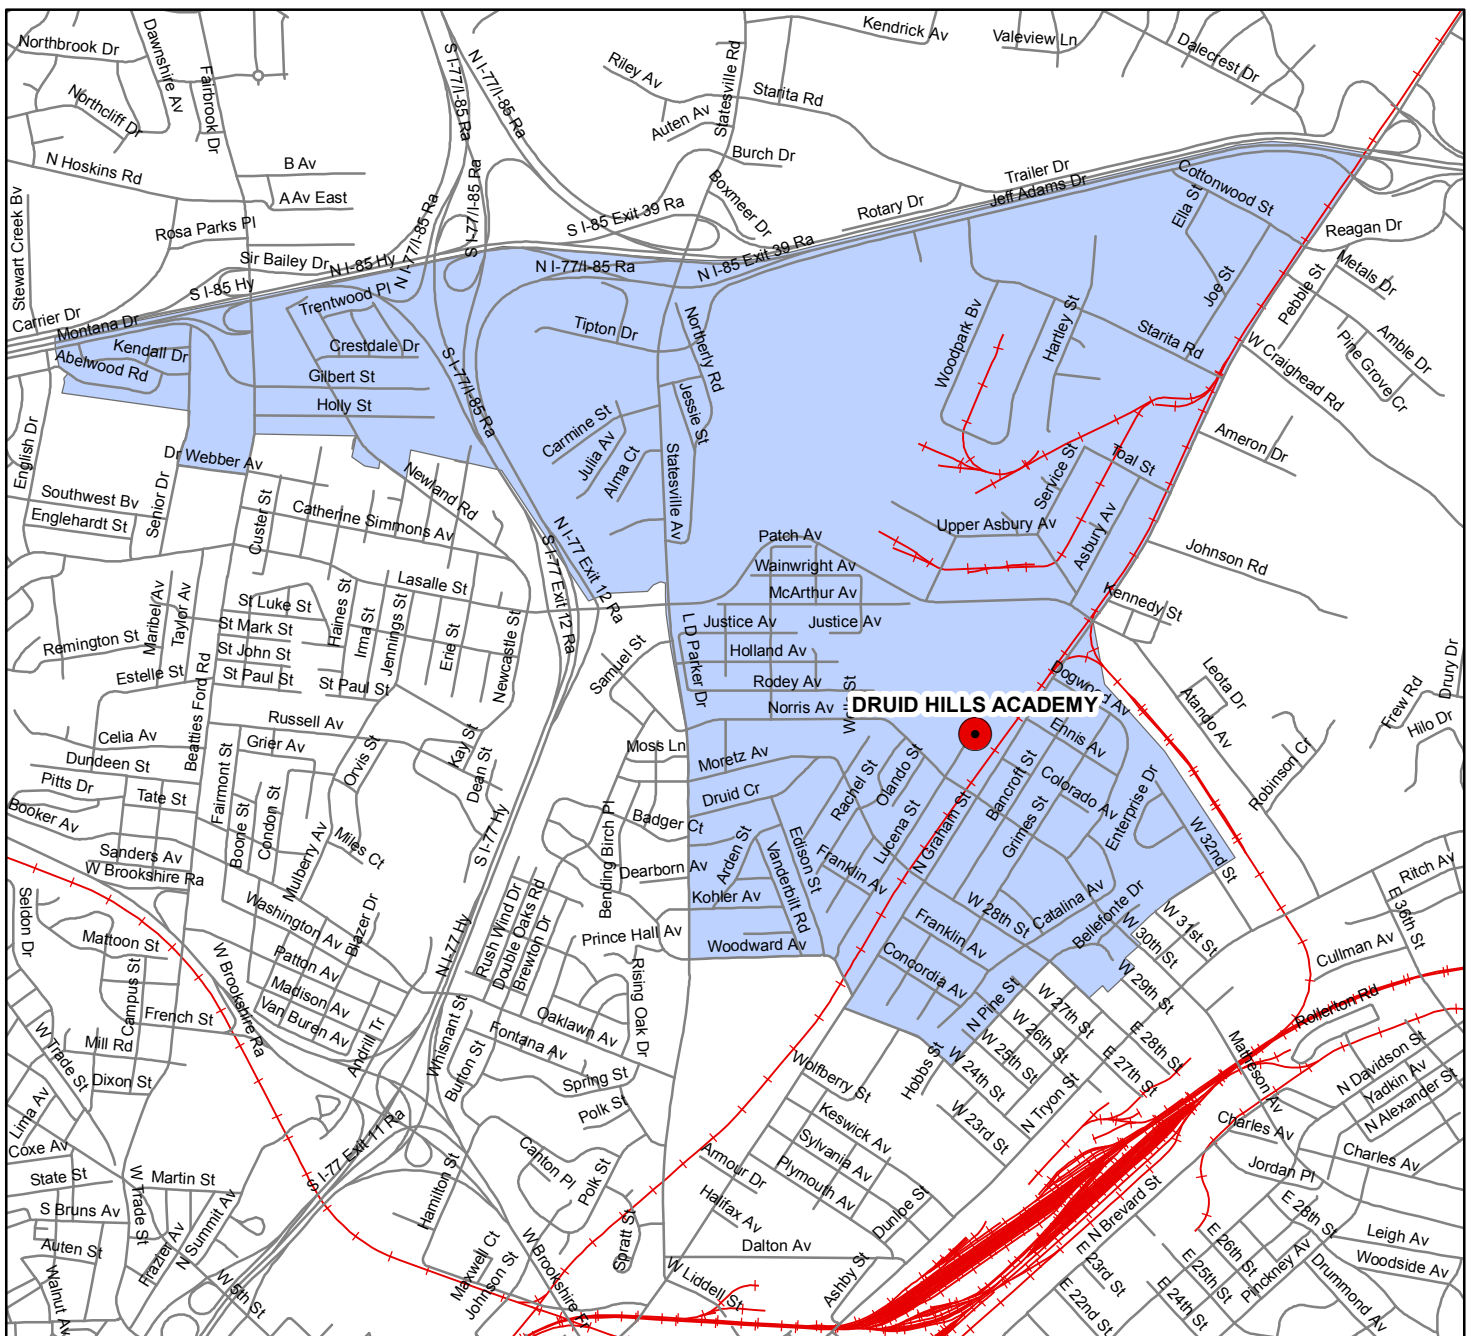 Kendrick Av
Valeview Ln
Dalecrest Dr
Northbrook Dr
Dawnshire Av
Fairbrook Dr
S I-77/I-85 Ra
N I-77/I-85 Ra
Riley Av
Statesville Rd
Starita Rd
Northcliff Dr
Auten Av
N Hoskins Rd
B Av
Burch Dr
Trailer Dr
Jeff Adams Dr
Cottonwood St
Stewart Creek Bv
A Av East
S I-77/I-85 Ra
N I-77/I-85 Ra
Boxmeer Dr
Rotary Dr
Ella St
Rosa Parks Pl
S I-85 Exit 39 Ra
Reagan Dr
Sir Bailey Dr
N I-85 Hy
N I-77/I-85 Ra
N I-85 Exit 39 Ra
Metals Dr
S I-85 Hy
Trentwood Pl
Joe St
Pebble St
Carrier Dr
Montana Dr
Tipton Dr
Northerly Rd
Woodpark Bv
Hartley St
Starita Rd
Amble Dr
Kendall Dr
Crestdale Dr
Pine Grove Cr
Abelwood Rd
Gilbert St
S I-77/I-85 Ra
W Craighead Rd
Holly St
Jessie St
English Dr
Carmine St
Ameron Dr
Julia Av
Alma Ct
Dr Webber Av
Statesville Av
Service St
Toal St
Newland Rd
Southwest Bv
Senior Dr
Custer St
Catherine Simmons Av
Englehardt St
N I-77 Exit 12 Ra
S I-77 Exit 12 Ra
Patch Av
Upper Asbury Av
Asbury Av
Johnson Rd
Wainwright Av
Lasalle St
McArthur Av
Kennedy St
Maribel Av
Taylor Av
St Luke St
Haines St
Irma St
Jennings St
Erie St
Newcastle St
Justice Av
Justice Av
St Mark St
Remington St
St John St
Samuel St
L D Parker Dr
Holland Av
Estelle St
St Paul St
St Paul St
Rodey Av
Dogwood Av
Leota Dr
Drury Dr
Norris Av
DRUID HILLS ACADEMY
Atando Av
Frew Rd
Hilo Dr
Russell Av
Celia Av
Beatties Ford Rd
Grier Av
Orvis St
Kay St
Moss Ln
Moretz Av
Ennis Av
Dundeen St
Fairmont St
Dean St
Rachel St
Olando St
Bancroft St
Colorado Av
Enterprise Dr
Robinson Cr
Pitts Dr
Tate St
Boone St
Condon St
Druid Cr
Booker Av
Mulberry Av
Miles Ct
S I-77 Hy
Bending Birch Pl
Badger Ct
Arden St
Edison St
Lucena St
N Graham St
Grimes St
W 32nd St
Sanders Av
W Brookshire Ra
Dearborn Av
Vanderbilt Rd
Franklin Av
Ritch Av
Seldon Dr
Washington Av
Blazer Dr
Rush Wind Dr
Double Oaks Rd
Brewton Dr
Kohler Av
W 28th St
Catalina Av
Bellefonte Dr
E 36th St
Mattoon St
Prince Hall Av
Woodward Av
Franklin Av
W 31st St
W 30th St
Cullman Av
W Brookshire Ra
Patton Av
N I-77 Hy
Rising Oak Dr
Concordia Av
W 29th St
Campus St
Madison Av
Whisnant St
N Pine St
W 27th St
Rollerton Rd
French St
Van Buren Av
Andrill Tr
Oaklawn Av
Fontana Av
W 26th St
E 28th St
W Trade St
Mill Rd
Burton St
W 25th St
Matheson Av
N Davidson St
Dixon St
Spring St
Wolfberry St
Hobbs St
W 24th St
E 27th St
Yadkin Av
Lima Av
Polk St
Keswick Av
N Tryon St
N Alexander St
Coxe Av
S I-77 Exit 11 Ra
Sylvania Av
W 23rd St
Charles Av
Charles Av
State St
Martin St
Hamilton St
Canton Pl
Polk St
Armour Dr
Plymouth Av
Jordan Pl
S Bruns Av
W Trade St
N Summit Av
Halifax Av
Dunloe St
N Brevard St
E 28th St
Auten St
Frazier Av
Spratt St
Dalton Av
E 26th St
Leigh Av
Walnut Av
W 5th St
Maxwell Ct
Johnson St
W Brookshire Fr
W Liddell St
Ashby St
E 23rd St
E 25th St
Pinckney Av
Woodside Av
E 22nd St
E 24th St
Drummond Av